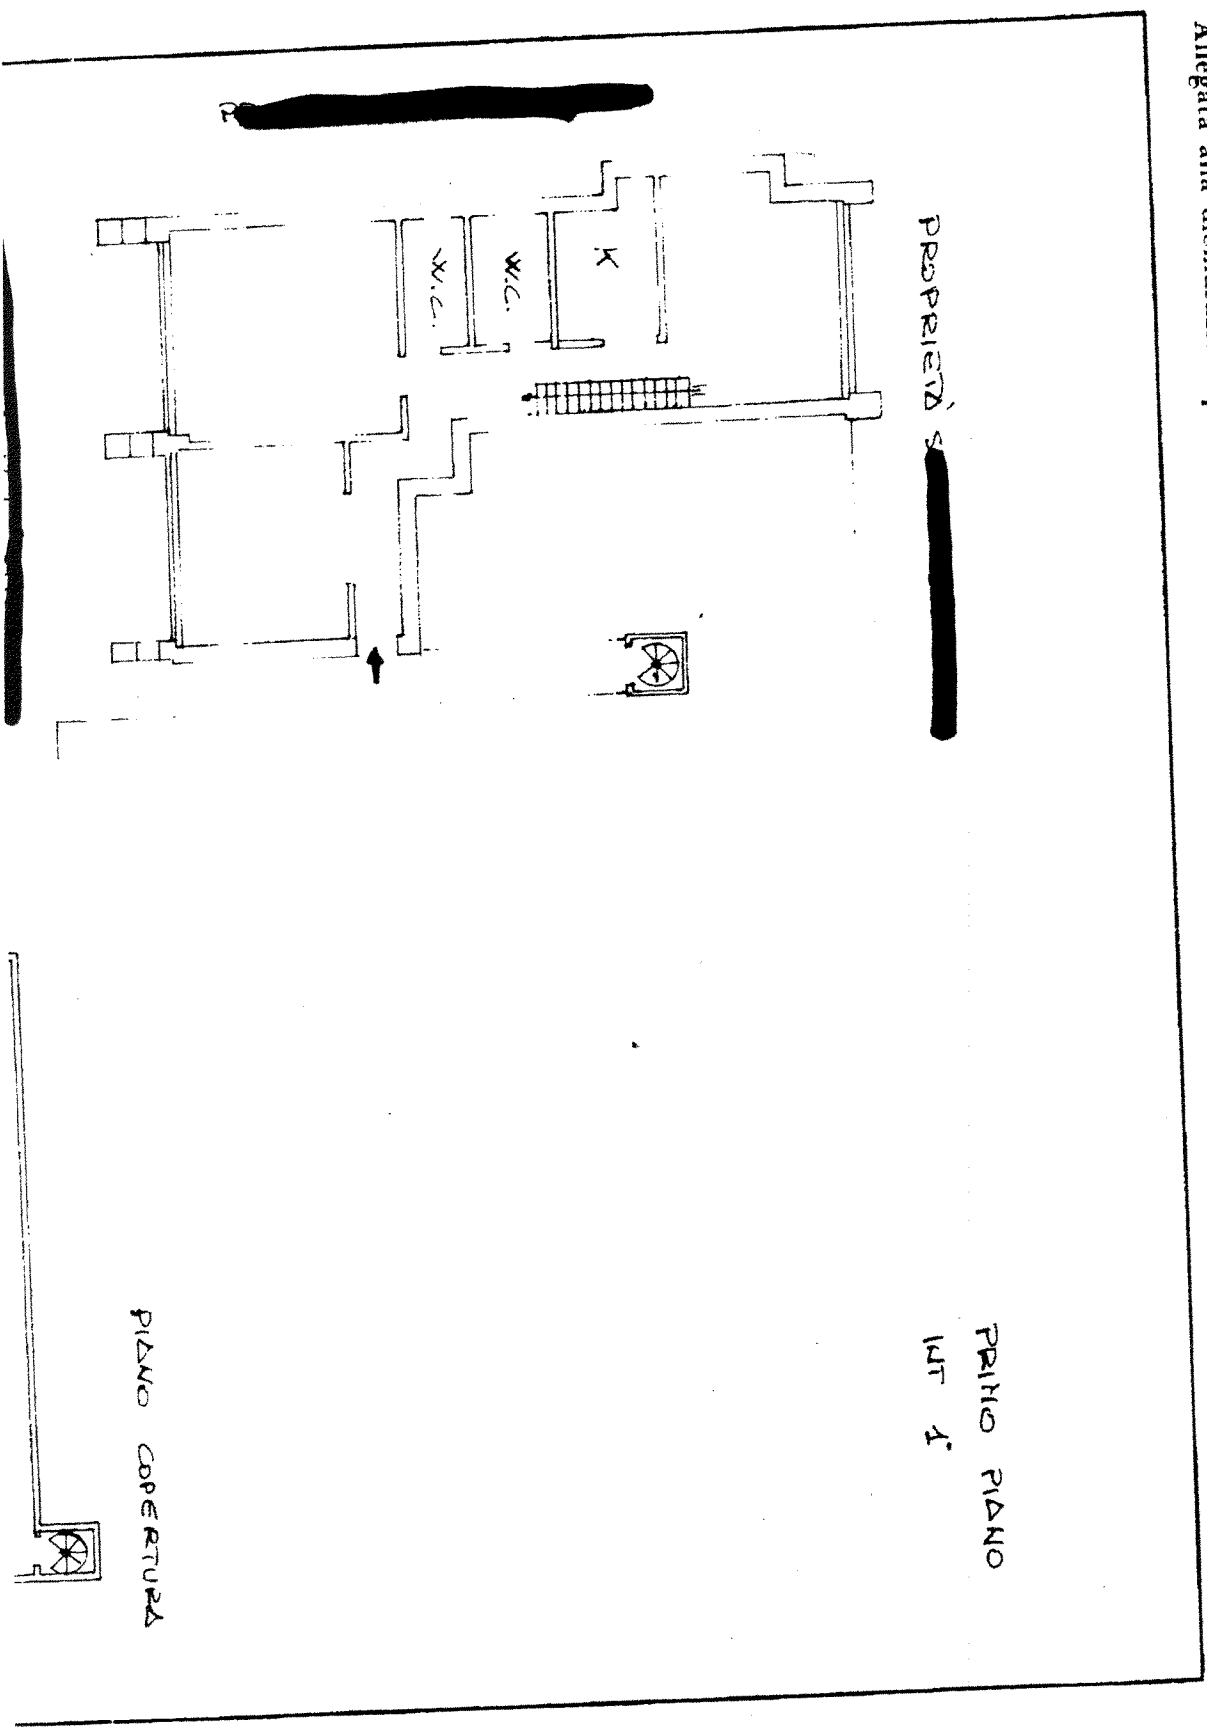 Allegata alla
PROPRIETÀ S
PRIMO PIANO
INT 1°
K
W.C.
W.C.
PIANO COPERTURA